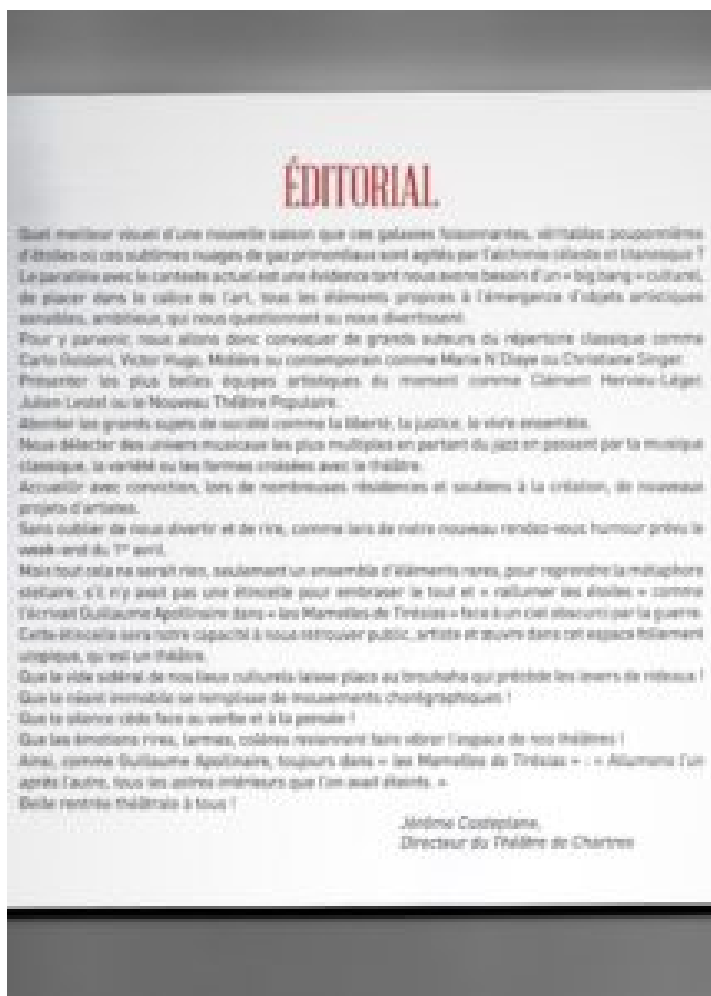 ÉDITORIAL
Quel meilleur visuel d'une nouvelle saison que ces galaxies foisonnantes, véritables pouponnières
d'étoiles où ces sublimes nuages de gaz primordiaux sont agités par l'alchimie céleste et titanesque ?
Le parallèle avec le contexte actuel est une évidence tant nous avons besoin d'un « big bang » culturel,
de placer dans le calice de l'art, tous les éléments propices à l'émergence d'objets artistiques
sensibles, ambitieux, qui nous questionnent ou nous divertissent.
Pour y parvenir, nous allons donc convoquer de grands auteurs du répertoire classique comme
Carlo Goldoni, Victor Hugo, Molière ou contemporain comme Marie N'Diaye ou Christiane Singer.
Présenter les plus belles équipes artistiques du moment comme Clément Hervieu-Léger,
Julien Lestel ou le Nouveau Théâtre Populaire.
Aborder les grands sujets de société comme la liberté, la justice, le vivre ensemble.
Nous délecter des univers musicaux les plus multiples en partant du jazz en passant par la musique
classique, la variété ou les formes croisées avec le théâtre.
Accueillir avec conviction, lors de nombreuses résidences et soutiens à la création, de nouveaux
projets d'artistes.
Sans oublier de nous divertir et de rire, comme lors de notre nouveau rendez-vous humour prévu le
week-end du 1er avril.
Mais tout cela ne serait rien, seulement un ensemble d'éléments rares, pour reprendre la métaphore
stellaire, s'il n'y avait pas une étincelle pour embraser le tout et « rallumer les étoiles » comme
l'écrivait Guillaume Apollinaire dans « les Mamelles de Tirésias » face à un ciel obscurci par la guerre.
Cette étincelle sera notre capacité à nous retrouver public, artiste et œuvre dans cet espace follement
utopique, qu'est un théâtre.
Que le vide sidéral de nos lieux culturels laisse place au brouhaha qui précède les levers de rideaux !
Que le néant immobile se remplisse de mouvements chorégraphiques !
Que le silence cède face au verbe et à la pensée !
Que les émotions rires, larmes, colères reviennent faire vibrer l'espace de nos théâtres !
Ainsi, comme Guillaume Apollinaire, toujours dans « les Mamelles de Tirésias » : « Allumons l'un
après l'autre, tous les astres intérieurs que l'on avait éteints. »
Belle rentrée théâtrale à tous !
Jérôme Costeplane,
Directeur du Théâtre de Chartres